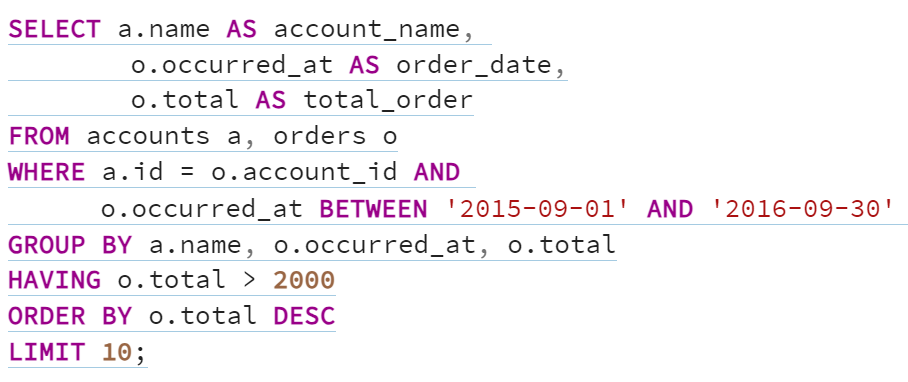 SELECT a.name AS account_name,
o.occurred_at AS order_date,
o.total AS total_order
FROM accounts a, orders o
WHERE a.id = o.account_id AND
o.occurred_at BETWEEN '2015-09-01' AND '2016-09-30'
GROUP BY a.name, o.occurred_at, o.total
HAVING o.total > 2000
ORDER BY o.total DESC
LIMIT 10;